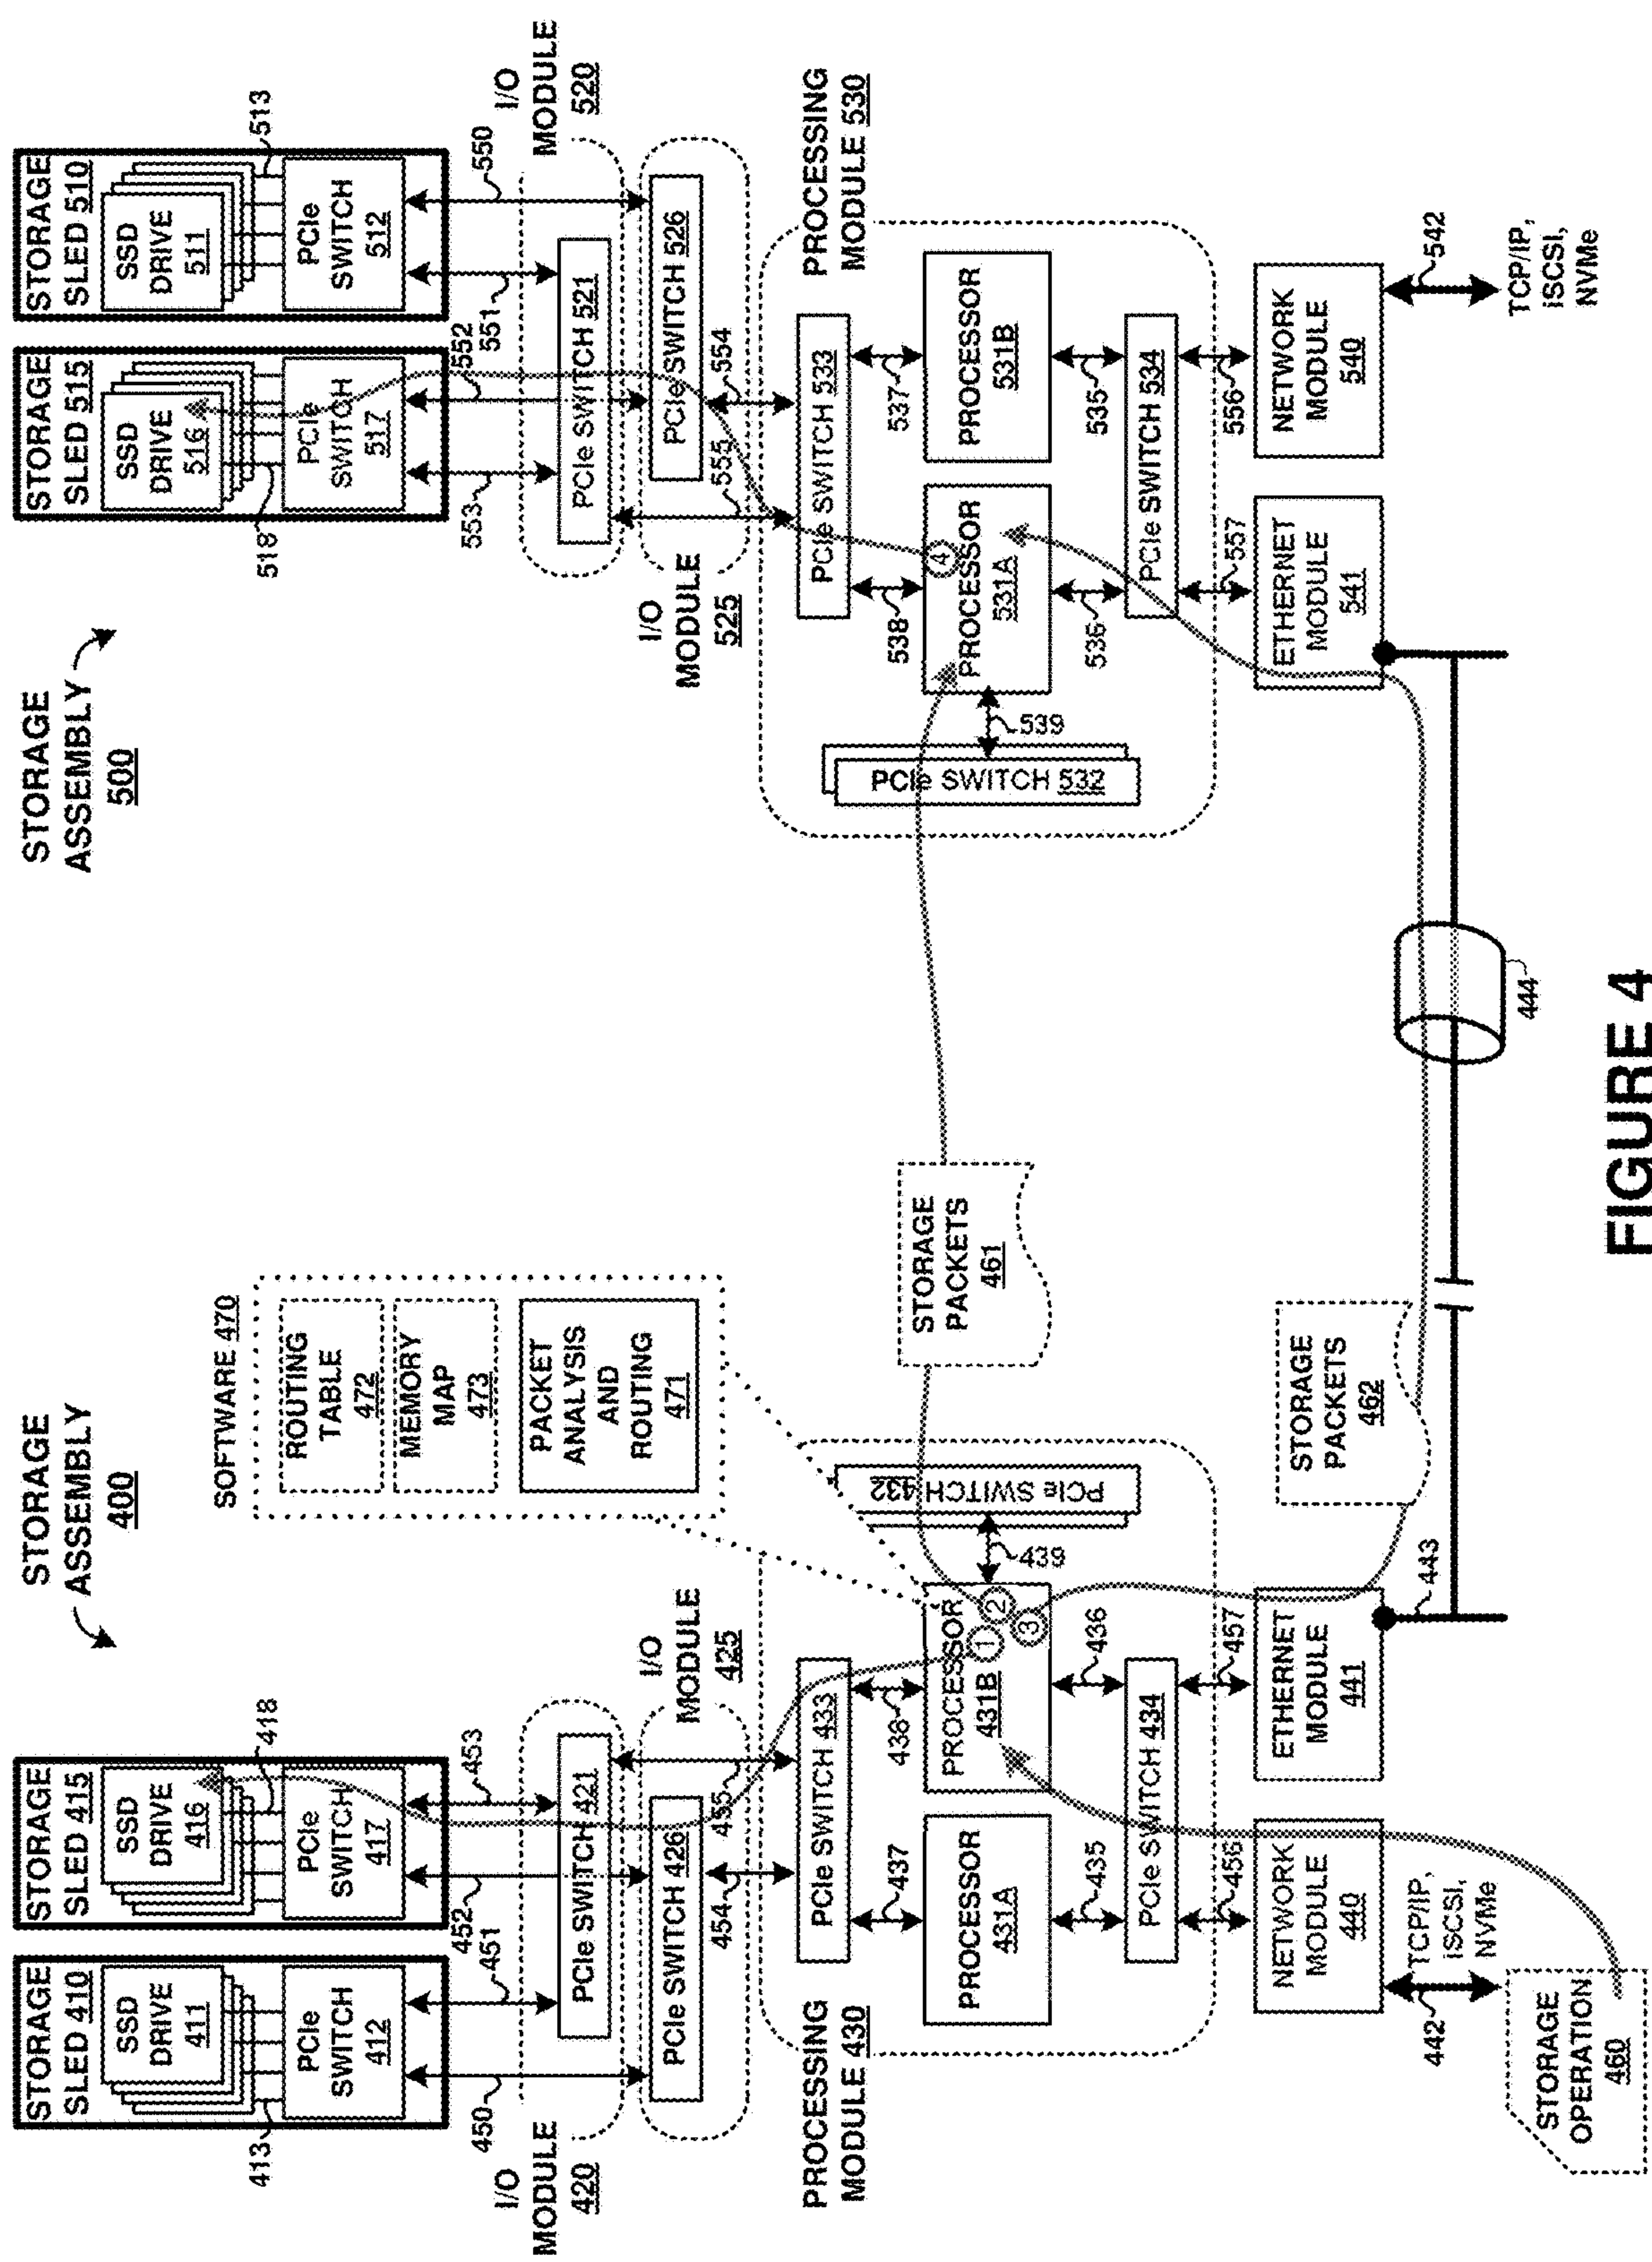 STORAGE
ASSEMBLY
400
STORAGE
SLED 410
SSD
DRIVE
411
PCIe
SWITCH
412
413
STORAGE
SLED 415
SSD
DRIVE
416
PCIe
SWITCH
417
418
450
451
452
453
I/O
MODULE
420
PCIe SWITCH 421
I/O
MODULE
425
PCIe SWITCH 426
454
455
PROCESSING
MODULE 430
PCIe SWITCH 433
437
438
PROCESSOR
431A
PROCESSOR
431B
1
2
3
439
PCIe SWITCH 432
435
436
PCIe SWITCH 434
456
457
NETWORK
MODULE
440
ETHERNET
MODULE
441
442
TCP/IP,
iSCSI,
NVMe
443
STORAGE
OPERATION
460
SOFTWARE 470
ROUTING
TABLE
472
MEMORY
MAP
473
PACKET
ANALYSIS
AND
ROUTING
471
STORAGE
PACKETS
461
STORAGE
PACKETS
462
444
STORAGE
ASSEMBLY
500
STORAGE
SLED 515
SSD
DRIVE
516
PCIe
SWITCH
517
518
STORAGE
SLED 510
SSD
DRIVE
511
PCIe
SWITCH
512
513
553
552
551
550
I/O
MODULE
520
PCIe SWITCH 521
I/O
MODULE
525
PCIe SWITCH 526
555
554
PROCESSING
MODULE 530
PCIe SWITCH 533
538
537
PROCESSOR
531A
4
PROCESSOR
531B
539
PCIe SWITCH 532
536
535
PCIe SWITCH 534
557
556
ETHERNET
MODULE
541
NETWORK
MODULE
540
542
TCP/IP,
iSCSI,
NVMe
FIGURE 4